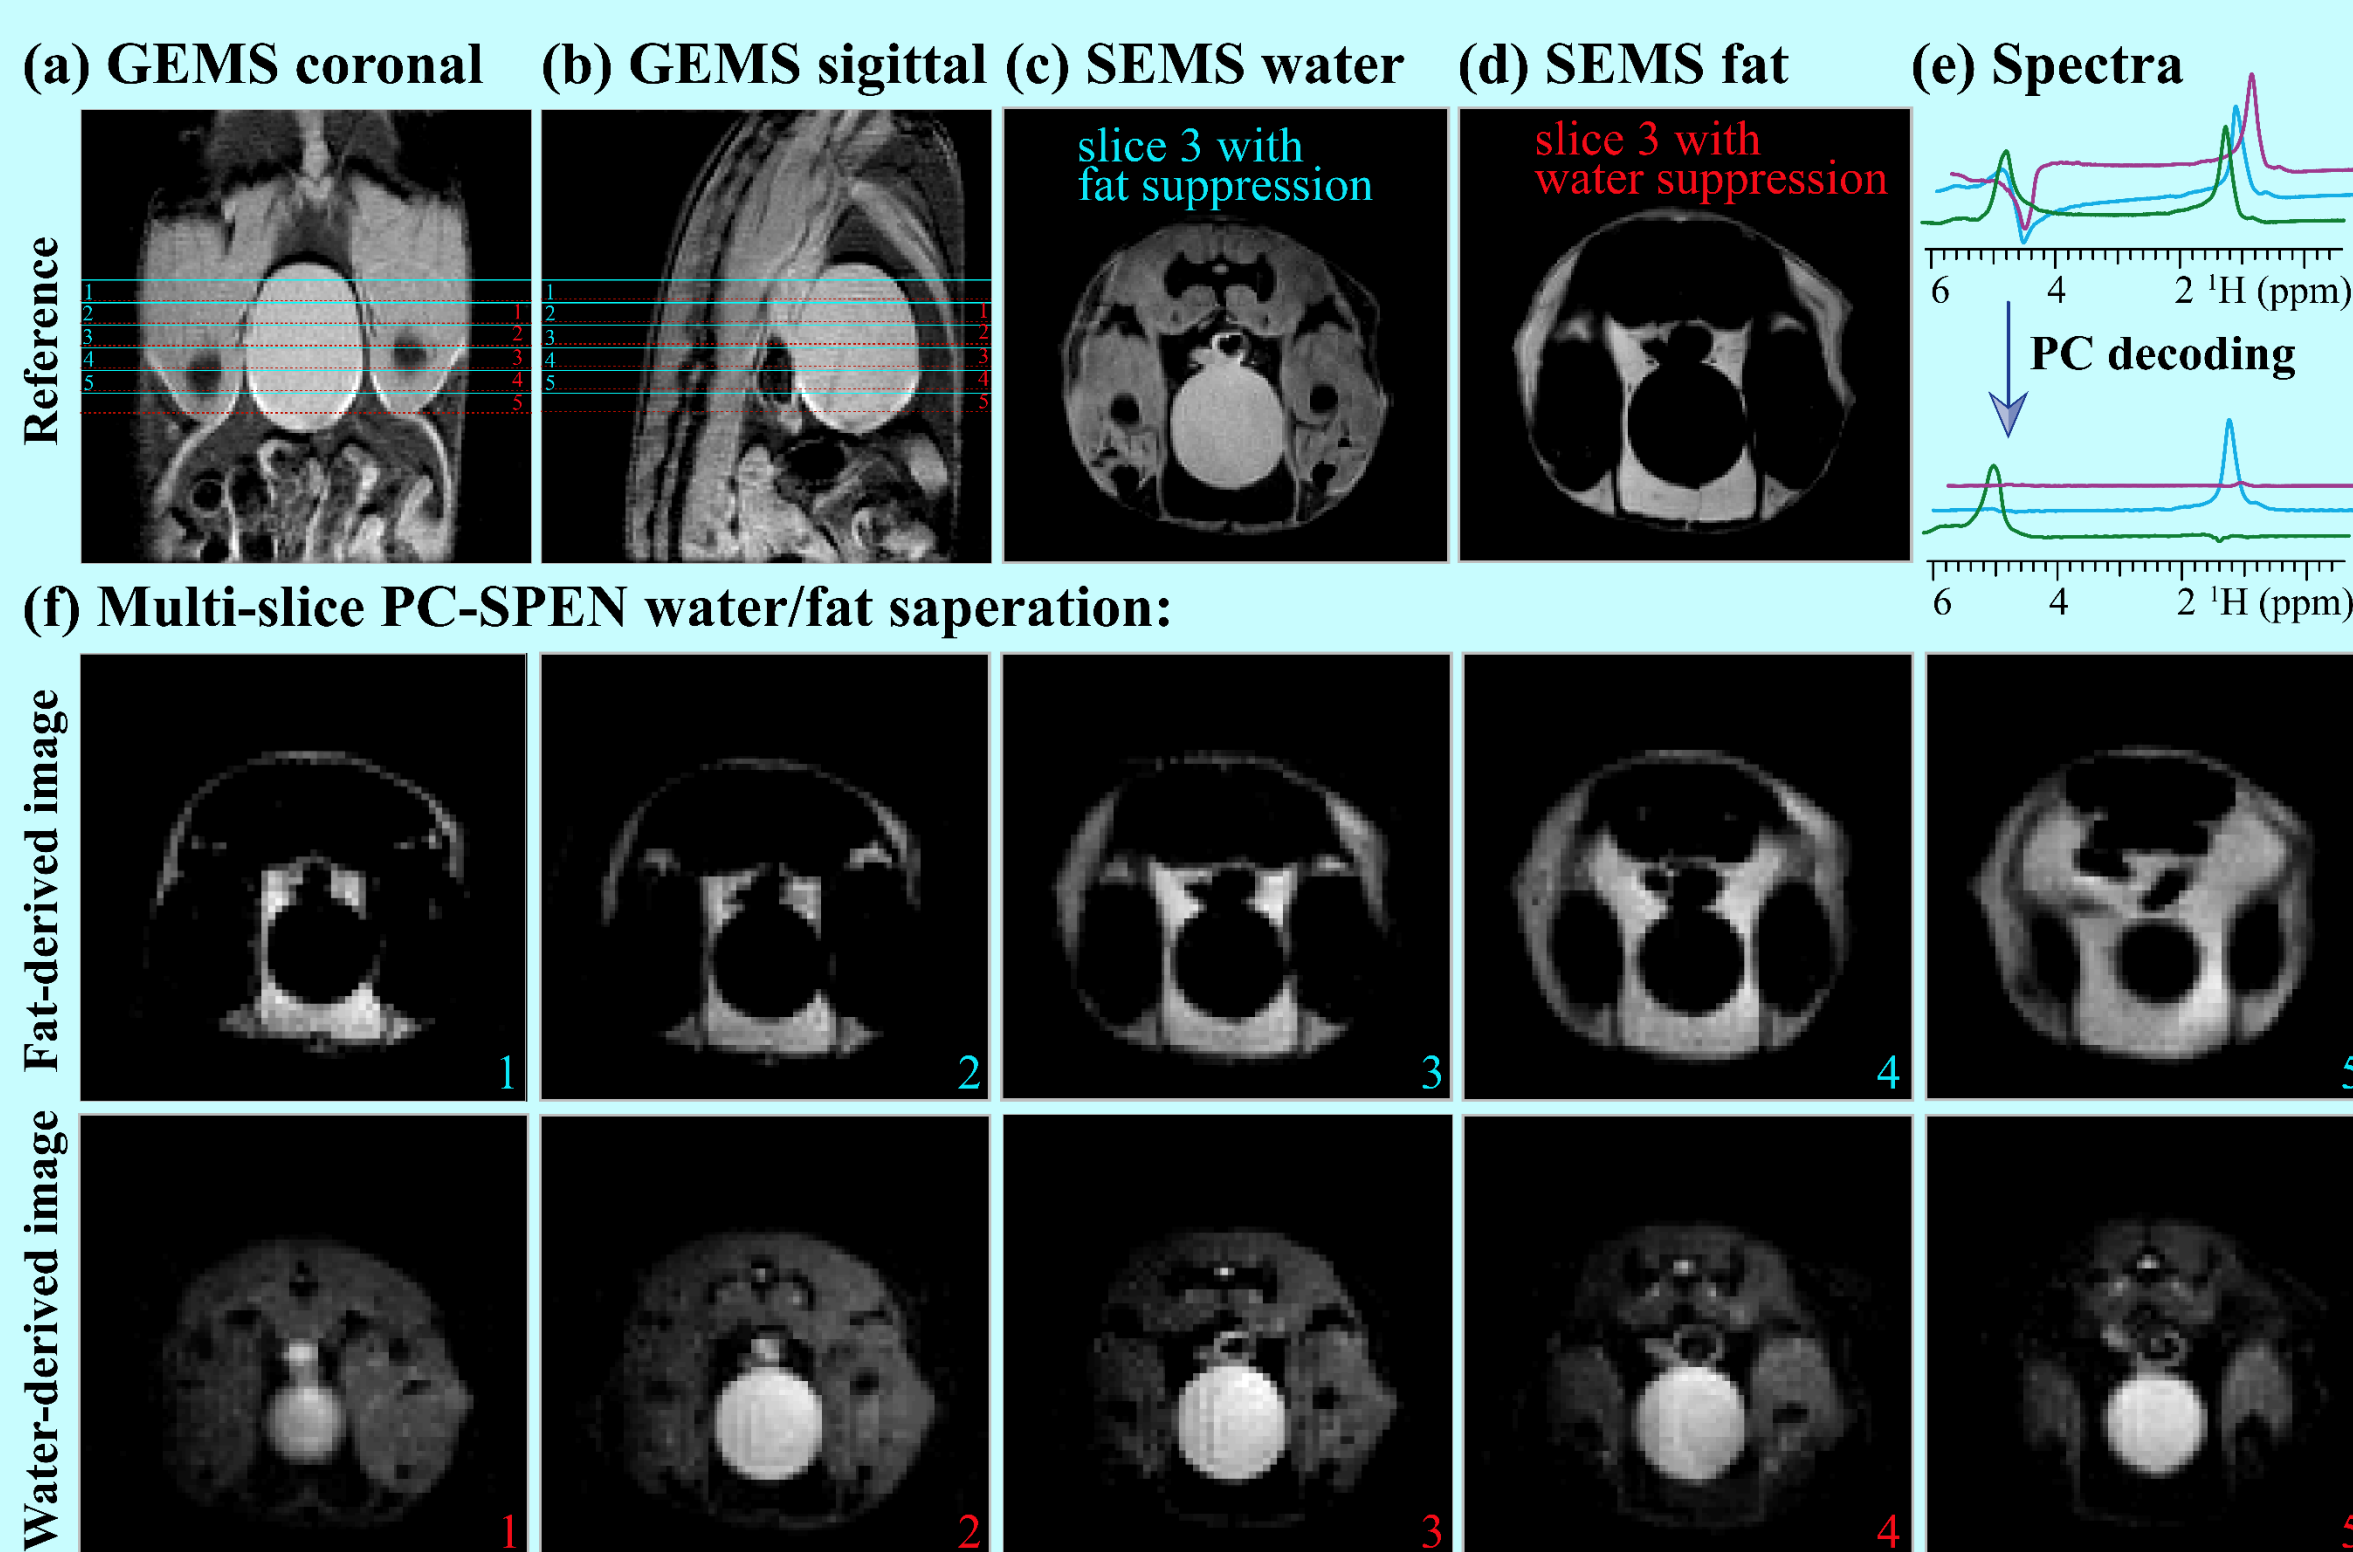 (a) GEMS coronal
(b) GEMS sigittal
(c) SEMS water
(d) SEMS fat
(e) Spectra
Reference
1
2
3
4
5
1
2
3
4
5
1
2
3
4
5
1
2
3
4
5
slice 3 with
fat suppression
slice 3 with
water suppression
6 4 2 ¹H (ppm)
PC decoding
6 4 2 ¹H (ppm)
(f) Multi-slice PC-SPEN water/fat saperation:
Fat-derived image
1
2
3
4
5
Water-derived image
1
2
3
4
5